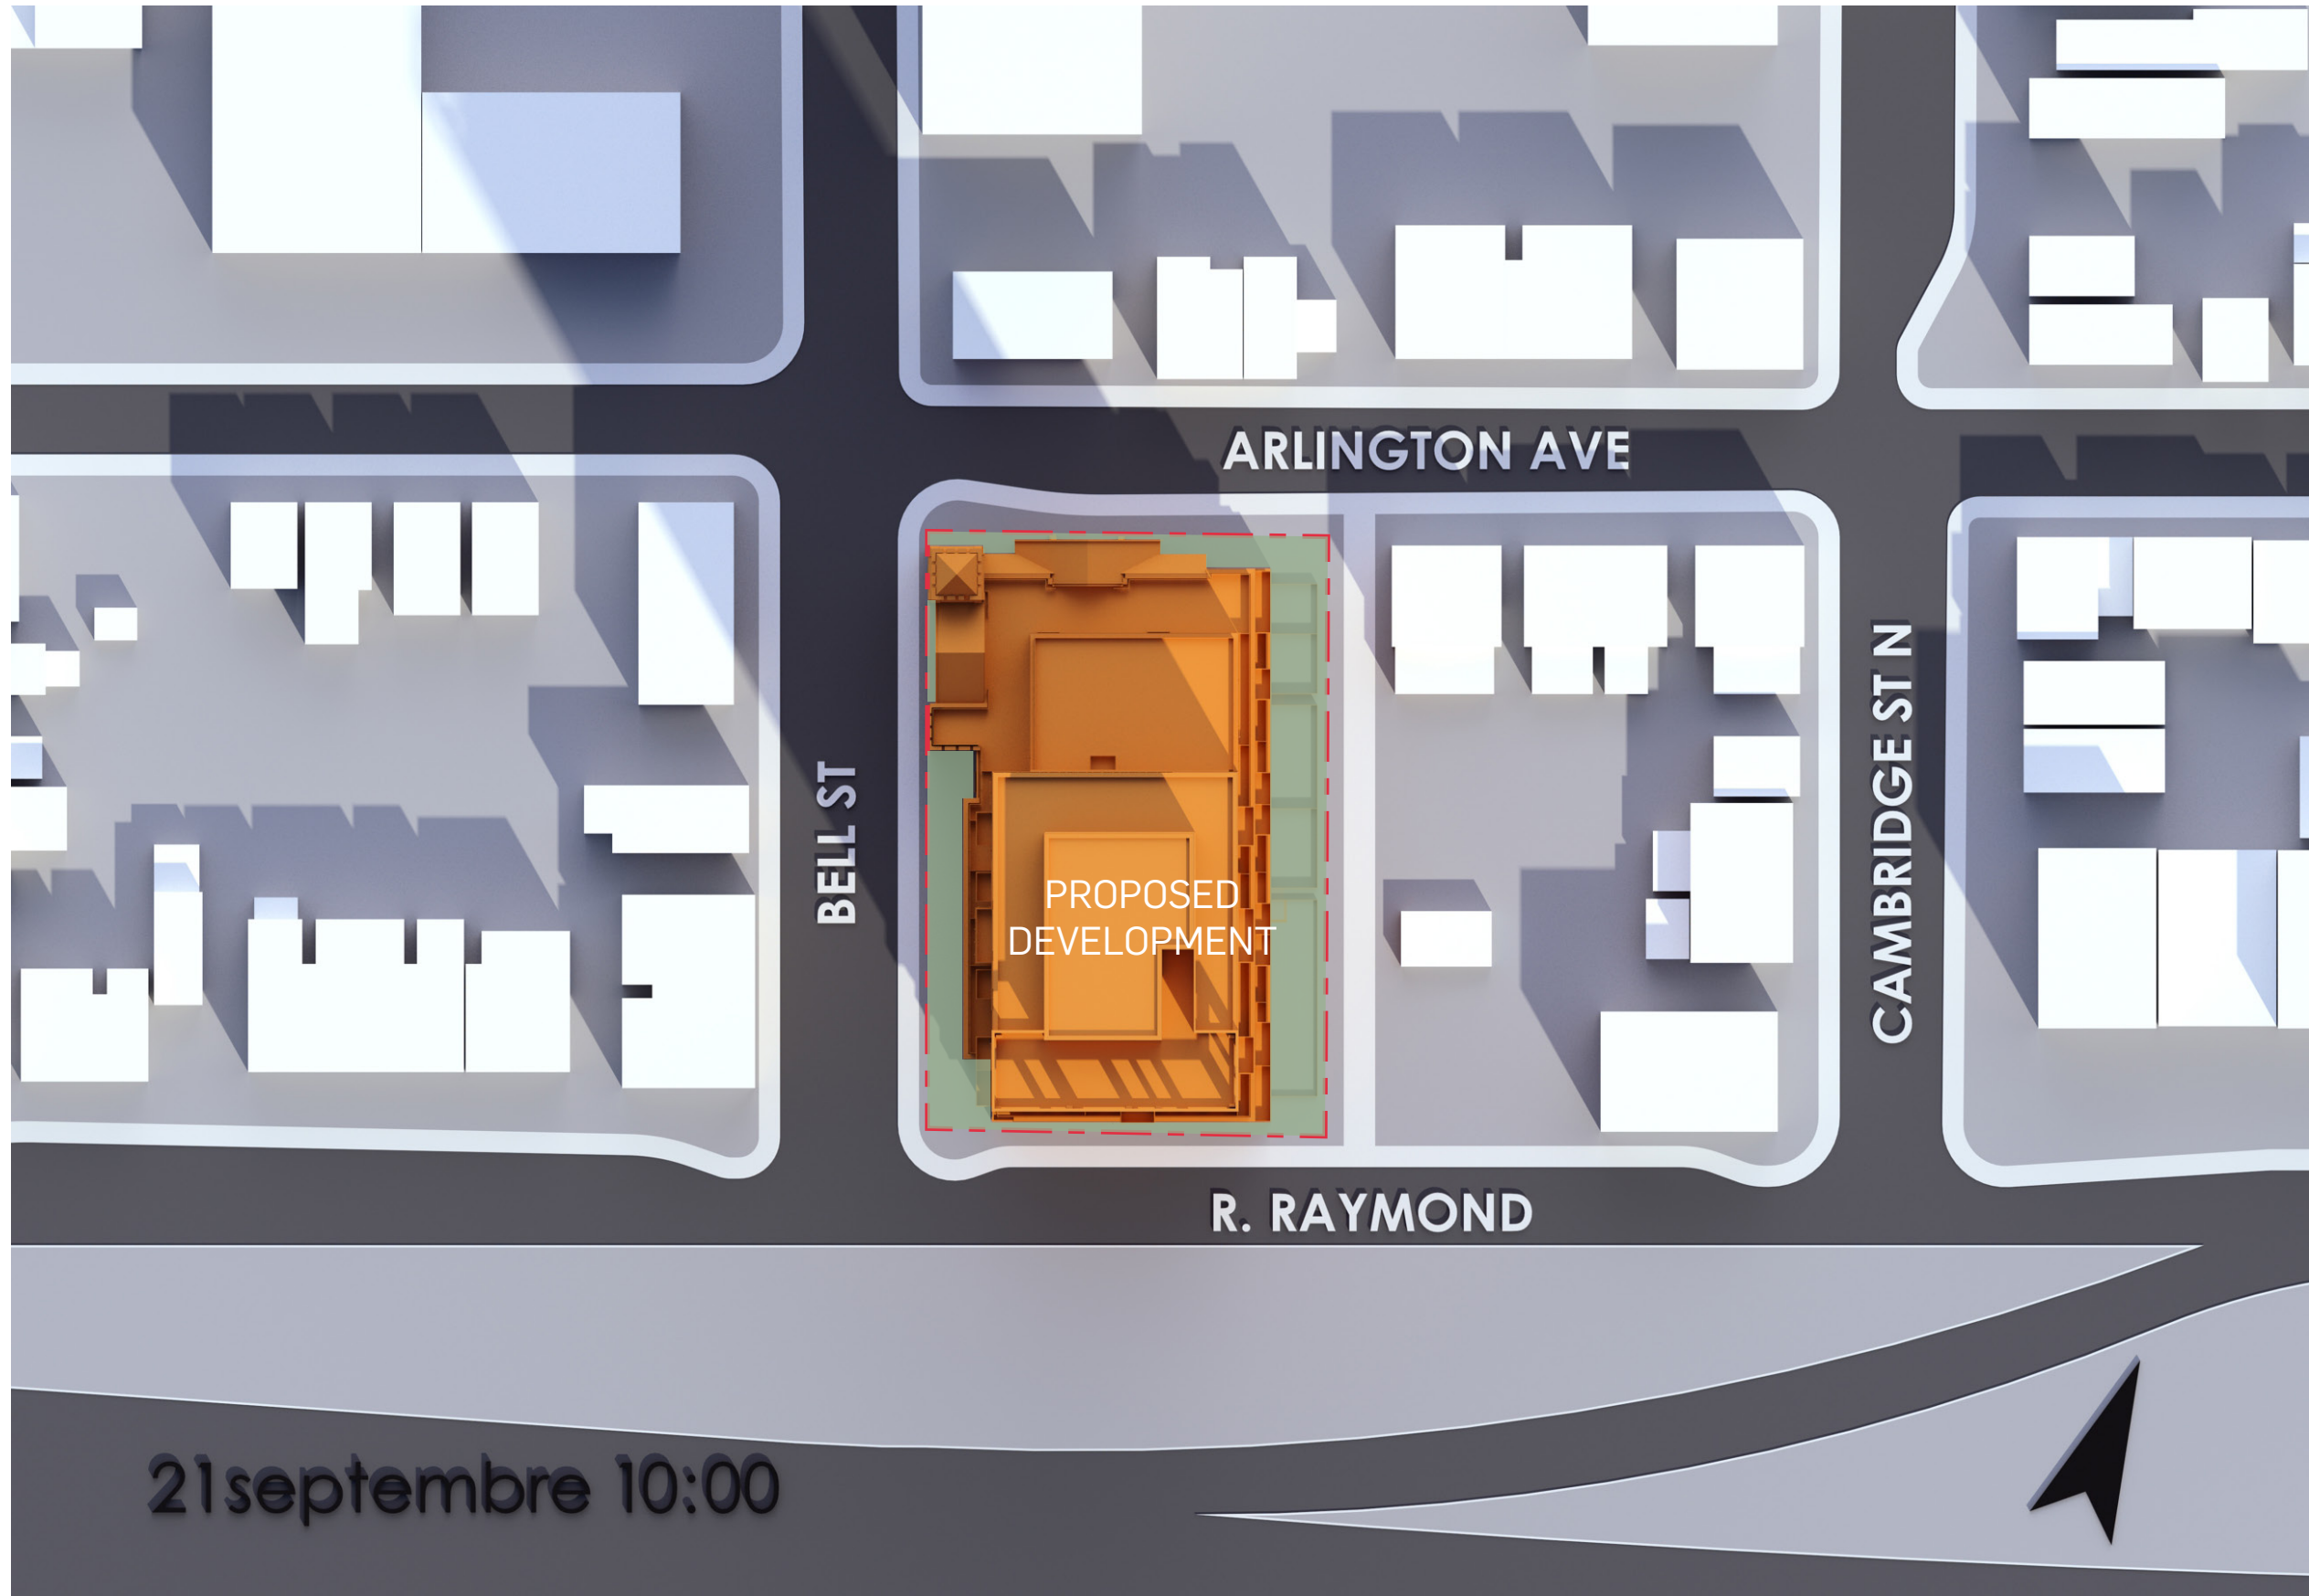 ARLINGTON AVE
BELL ST
CAMBRIDGE ST N
PROPOSED
DEVELOPMENT
R. RAYMOND
21septembre 10:00